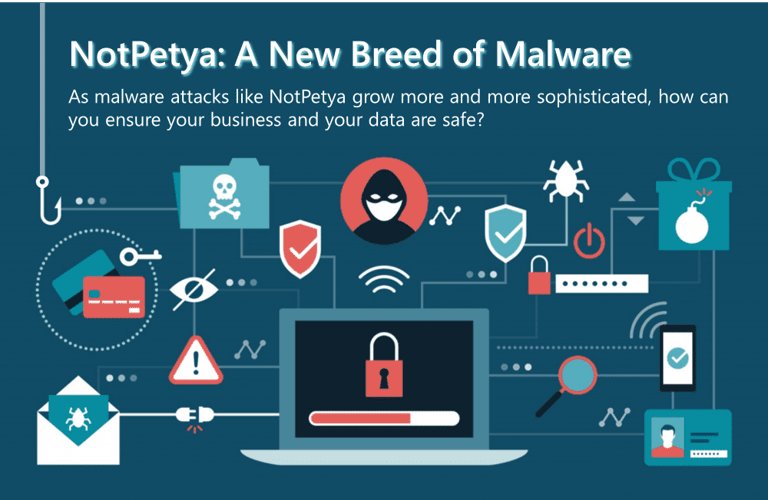 NotPetya: A New Breed of Malware
As malware attacks like NotPetya grow more and more sophisticated, how can
you ensure your business and your data are safe?